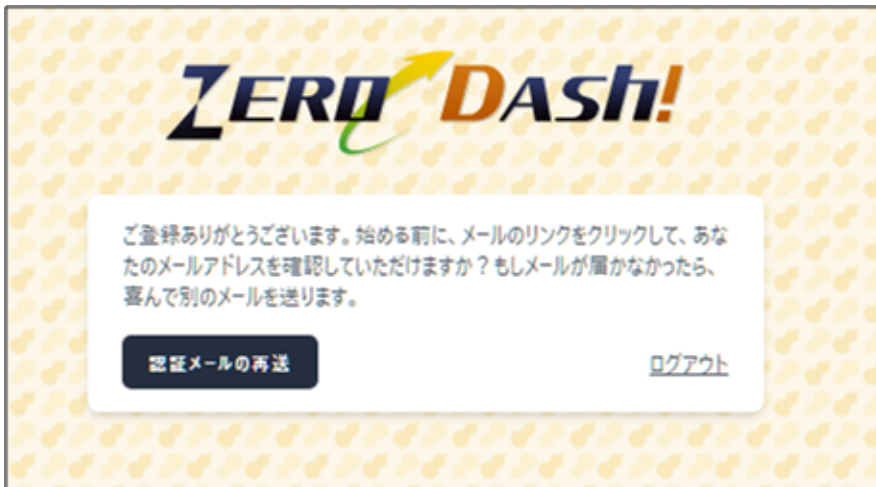 ZERO DASH!
ご登録ありがとうございます。始める前に、メールのリンクをクリックして、あな
たのメールアドレスを確認していただけますか？もしメールが届かなかったら、
喜んで別のメールを送ります。
認証メールの再送
ログアウト